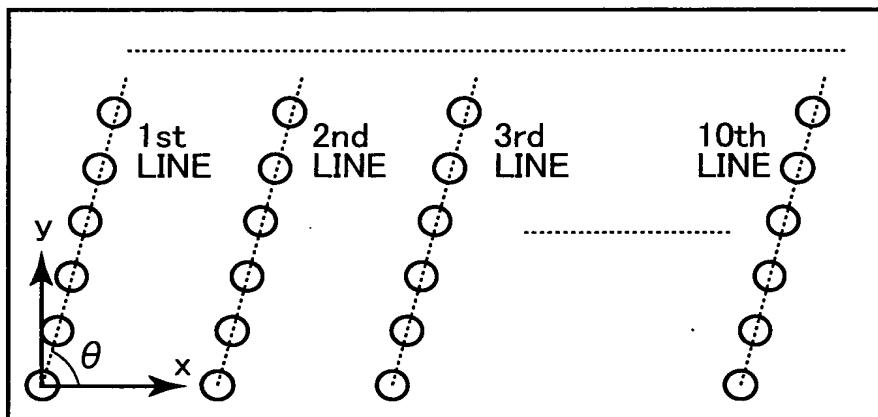 1st LINE
2nd LINE
3rd LINE
10th LINE
y
θ
x